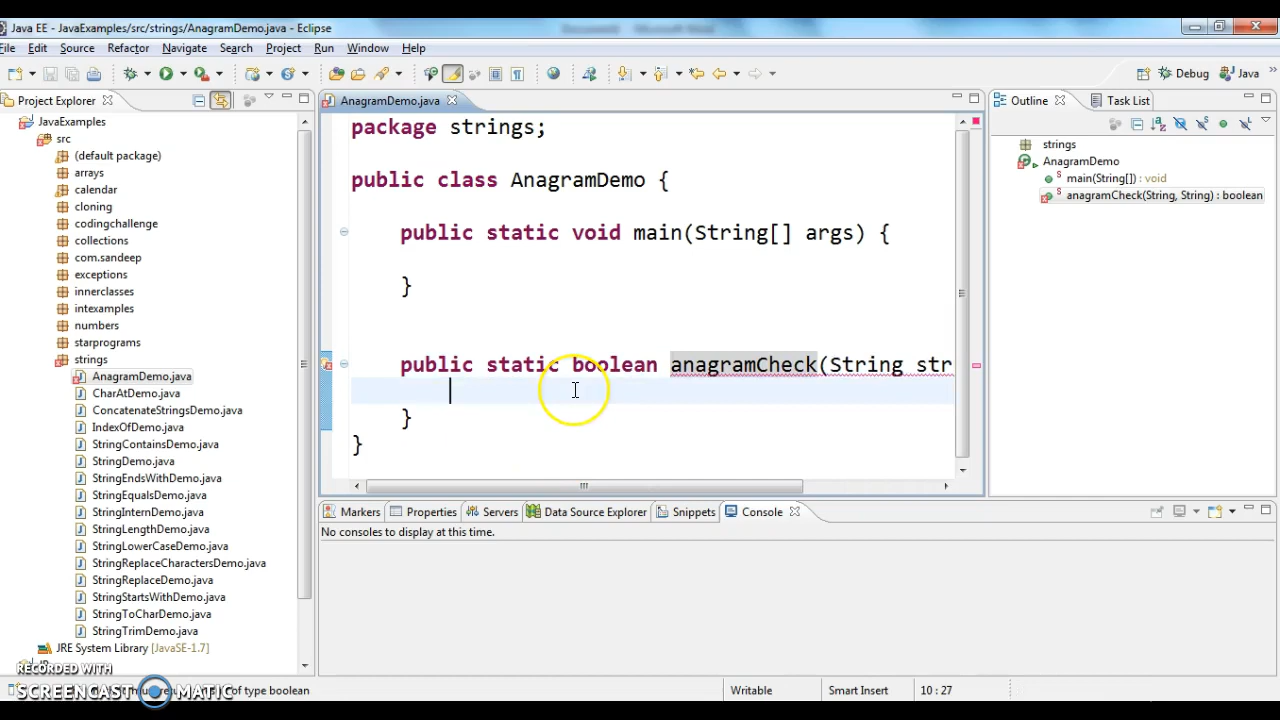 Java EE - JavaExamples/src/strings/AnagramDemo.java - Eclipse
File Edit Source Refactor Navigate Search Project Run Window Help
Debug Java
Project Explorer
AnagramDemo.java
Outline Task List
JavaExamples
src
(default package)
arrays
calendar
cloning
codingchallenge
collections
com.sandeep
exceptions
innerclasses
intexamples
numbers
starprograms
strings
AnagramDemo.java
CharAtDemo.java
ConcatenateStringsDemo.java
IndexOfDemo.java
StringContainsDemo.java
StringDemo.java
StringEndsWithDemo.java
StringEqualsDemo.java
StringInternDemo.java
StringLengthDemo.java
StringLowerCaseDemo.java
StringReplaceCharactersDemo.java
StringReplaceDemo.java
StringStartsWithDemo.java
StringToCharDemo.java
StringTrimDemo.java
JRE System Library [JavaSE-1.7]
package strings;
public class AnagramDemo {
public static void main(String[] args) {
}
public static boolean anagramCheck(String str
}
}
strings
AnagramDemo
main(String[]) : void
anagramCheck(String, String) : boolean
Markers Properties Servers Data Source Explorer Snippets Console
No consoles to display at this time.
RECORDED WITH
SCREENCAST MATIC
of type boolean
Writable Smart Insert 10 : 27